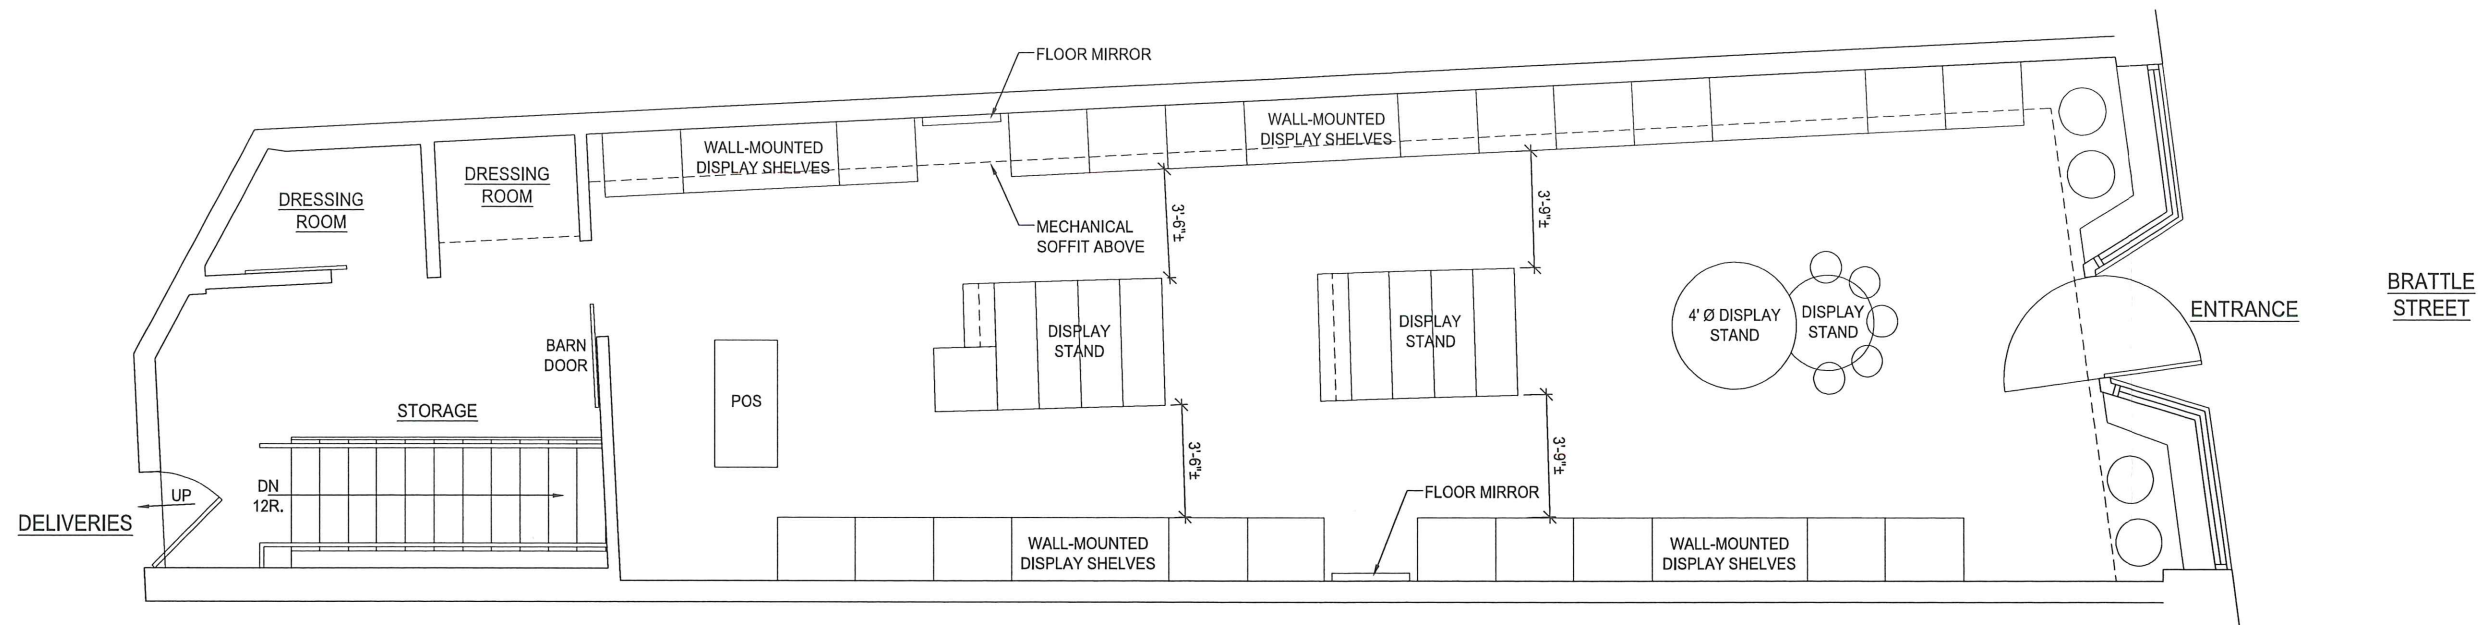 FLOOR MIRROR
WALL-MOUNTED
DISPLAY SHELVES
WALL-MOUNTED
DISPLAY SHELVES
DRESSING
ROOM
DRESSING
ROOM
MECHANICAL
SOFFIT ABOVE
3'-6"±
3'-9"±
BARN
DOOR
DISPLAY
STAND
DISPLAY
STAND
4' Ø DISPLAY
STAND
DISPLAY
STAND
ENTRANCE
BRATTLE
STREET
POS
STORAGE
3'-6"±
3'-9"±
UP
DN
12R.
DELIVERIES
FLOOR MIRROR
WALL-MOUNTED
DISPLAY SHELVES
WALL-MOUNTED
DISPLAY SHELVES